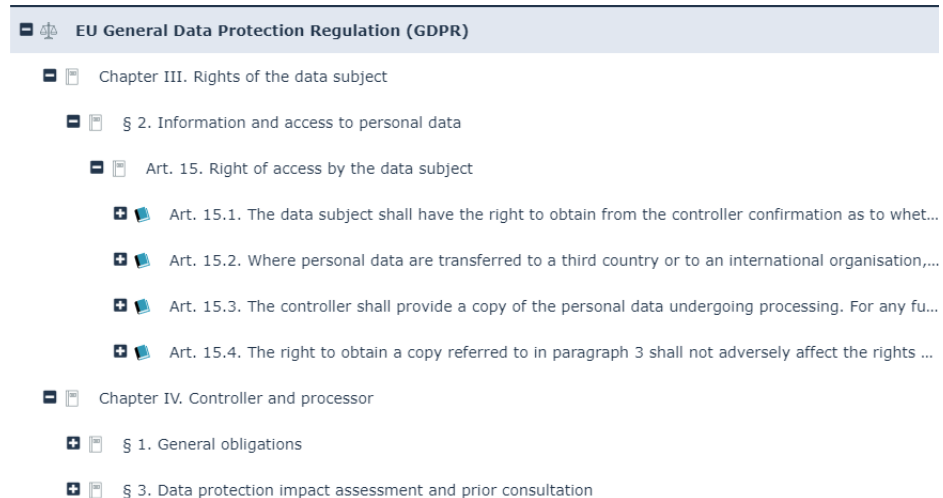 EU General Data Protection Regulation (GDPR)
Chapter III. Rights of the data subject
§ 2. Information and access to personal data
Art. 15. Right of access by the data subject
Art. 15.1. The data subject shall have the right to obtain from the controller confirmation as to whet...
Art. 15.2. Where personal data are transferred to a third country or to an international organisation,...
Art. 15.3. The controller shall provide a copy of the personal data undergoing processing. For any fu...
Art. 15.4. The right to obtain a copy referred to in paragraph 3 shall not adversely affect the rights ...
Chapter IV. Controller and processor
§ 1. General obligations
§ 3. Data protection impact assessment and prior consultation